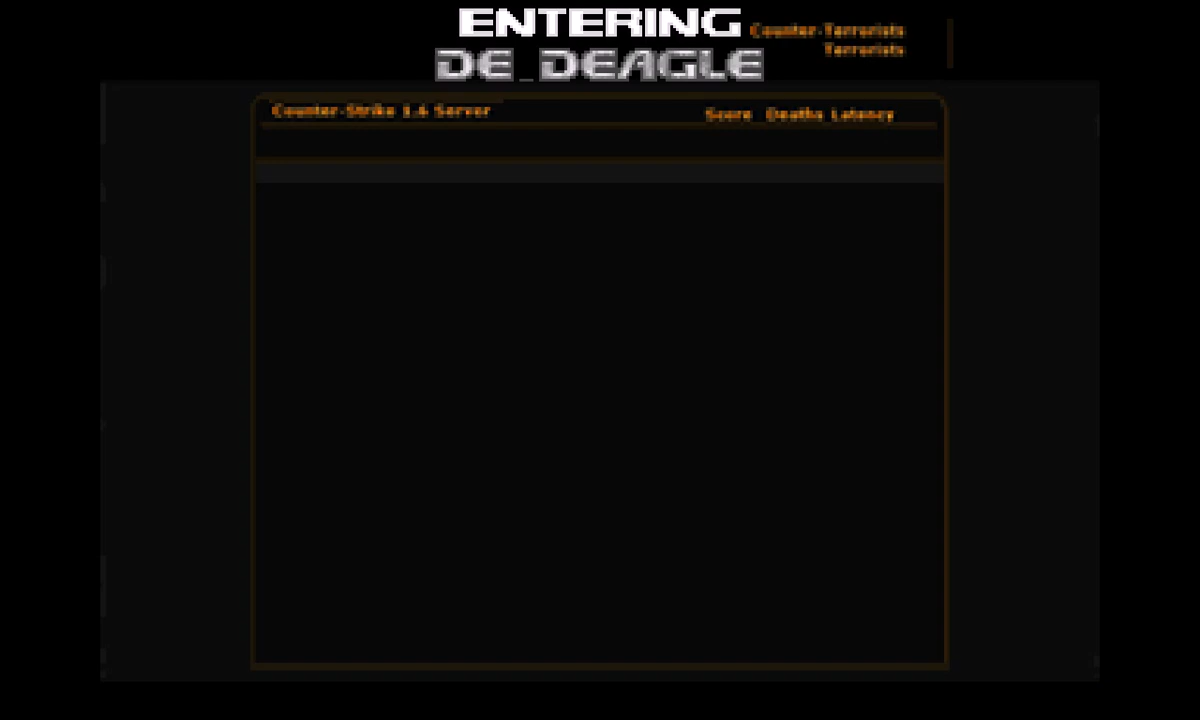 ENTERING
DE_DEAGLE
Counter-Terrorists
Terrorists
Counter-Strike 1.6 Server
Score Deaths Latency